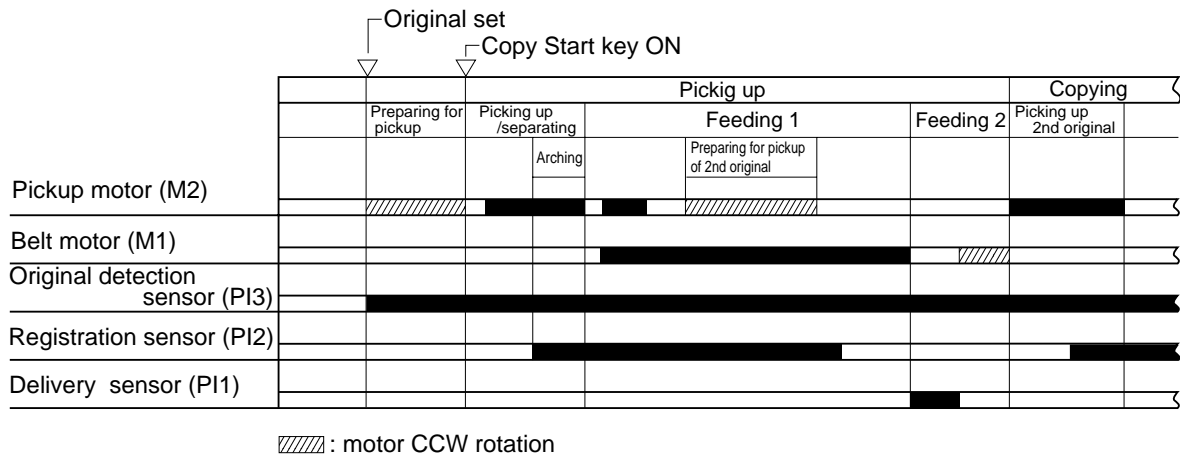 Original set
Copy Start key ON
Pickig up
Copying
Preparing for
pickup
Picking up
/separating
Feeding 1
Feeding 2
Picking up
2nd original
Arching
Preparing for pickup
of 2nd original
Pickup motor (M2)
Belt motor (M1)
Original detection
sensor (PI3)
Registration sensor (PI2)
Delivery sensor (PI1)
: motor CCW rotation